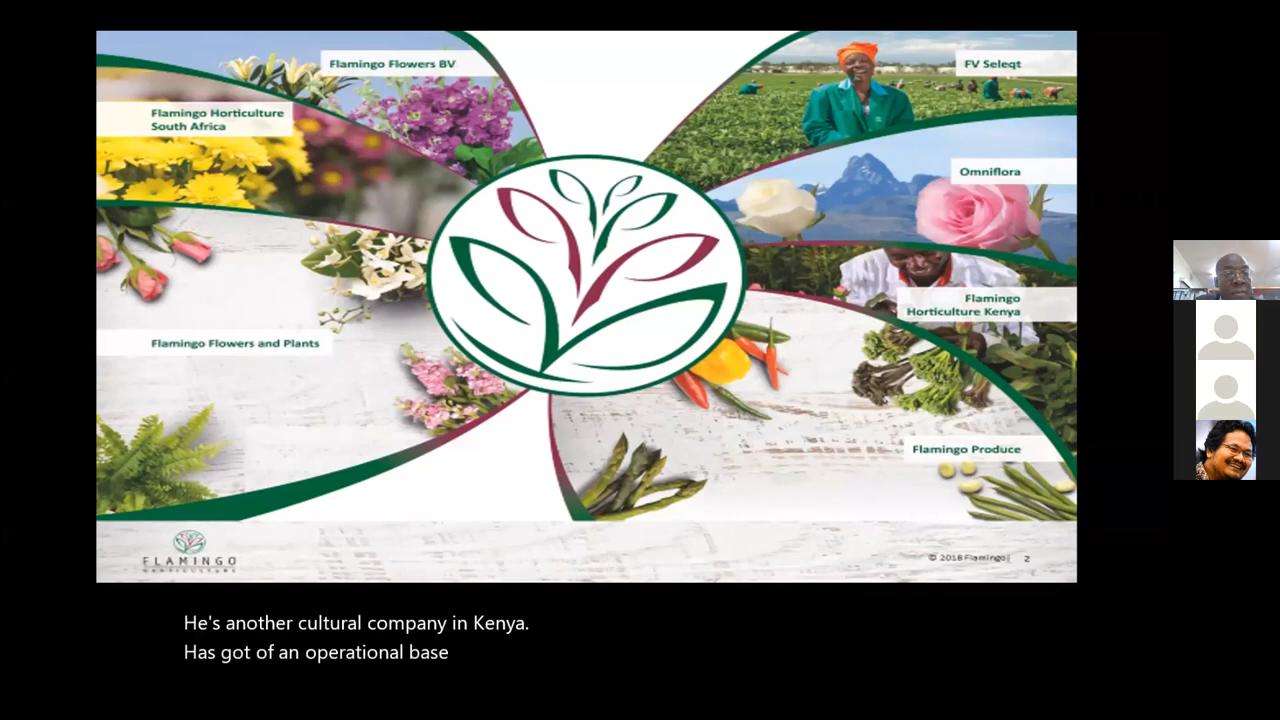 Flamingo Flowers BV
FV Seleqt
Flamingo Horticulture
South Africa
Omniflora
Flamingo
Horticulture Kenya
Flamingo Flowers and Plants
Flamingo Produce
FLAMINGO
HORTICULTURE
© 2018 Flamingo| 2
He's another cultural company in Kenya.
Has got of an operational base